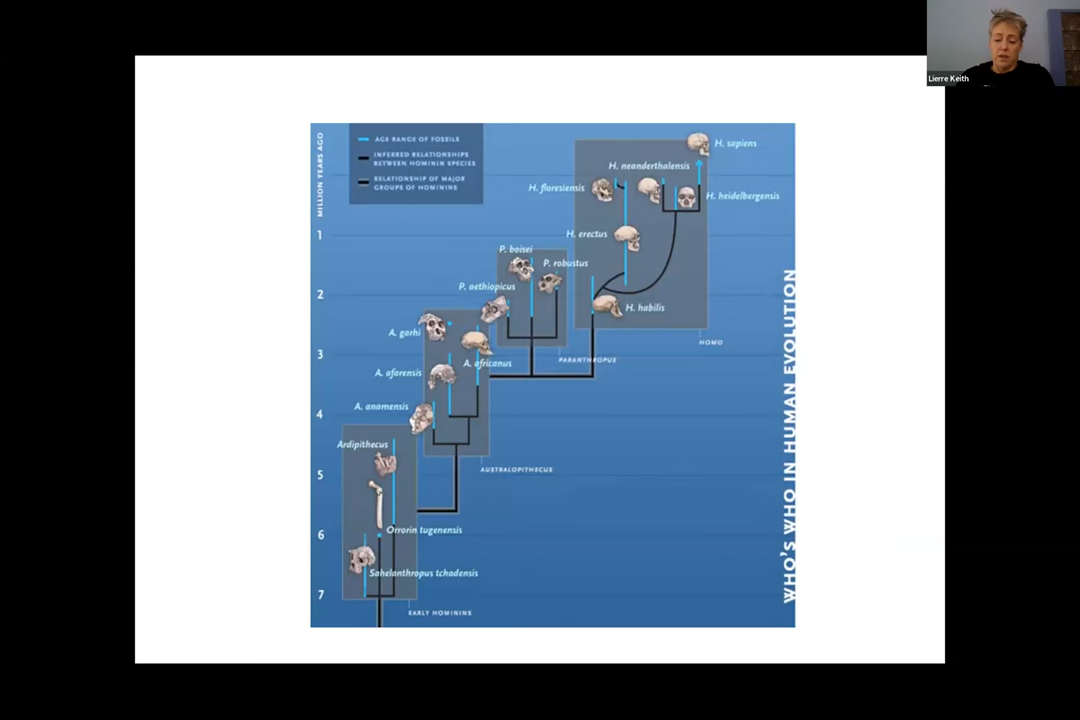 Lierre Keith
MILLION YEARS AGO
AGE RANGE OF FOSSILS
INFERRED RELATIONSHIPS
BETWEEN HOMININ SPECIES
RELATIONSHIP OF MAJOR
GROUPS OF HOMININS
H. sapiens
H. neanderthalensis
H. floresiensis
H. heidelbergensis
1
H. erectus
P. boisei
P. robustus
P. aethiopicus
2
H. habilis
A. garhi
HOMO
3
A. africanus
PARANTHROPUS
A. afarensis
A. anamensis
4
Ardipithecus
AUSTRALOPITHECUS
5
Orrorin tugenensis
6
Sahelanthropus tchadensis
7
EARLY HOMININS
WHO'S WHO IN HUMAN EVOLUTION